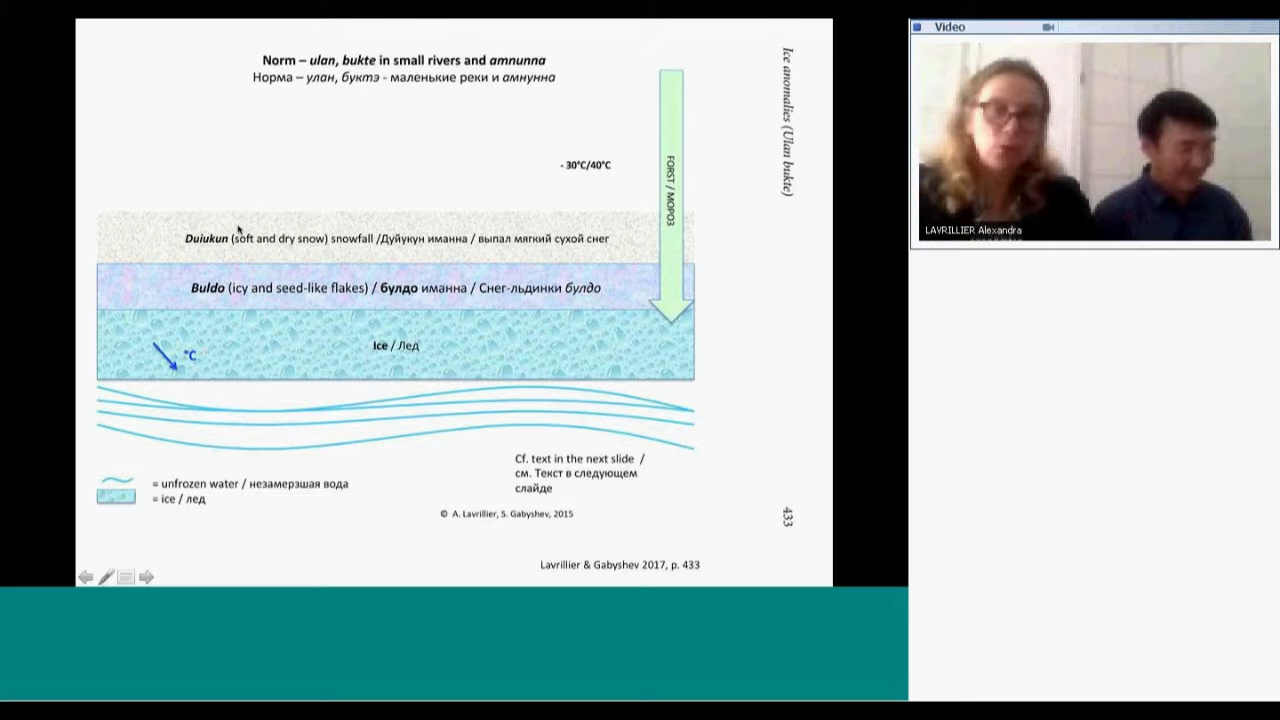 Norm – ulan, bukte in small rivers and amnunna
Норма – улан, буктэ - маленькие реки и амнунна
Ice anomalies (Ulan bukte)
- 30°C/40°C
FORST / МОРОЗ
Duiukun (soft and dry snow) snowfall /Дуйукун иманна / выпал мягкий сухой снег
Buldo (icy and seed-like flakes) / булдо иманна / Снег-льдинки булдо
Ice / Лед
°C
Cf. text in the next slide /
см. Текст в следующем
слайде
= unfrozen water / незамерзшая вода
= ice / лед
© A. Lavrillier, S. Gabyshev, 2015
433
Lavrillier & Gabyshev 2017, p. 433
Video
LAVRILLIER Alexandra